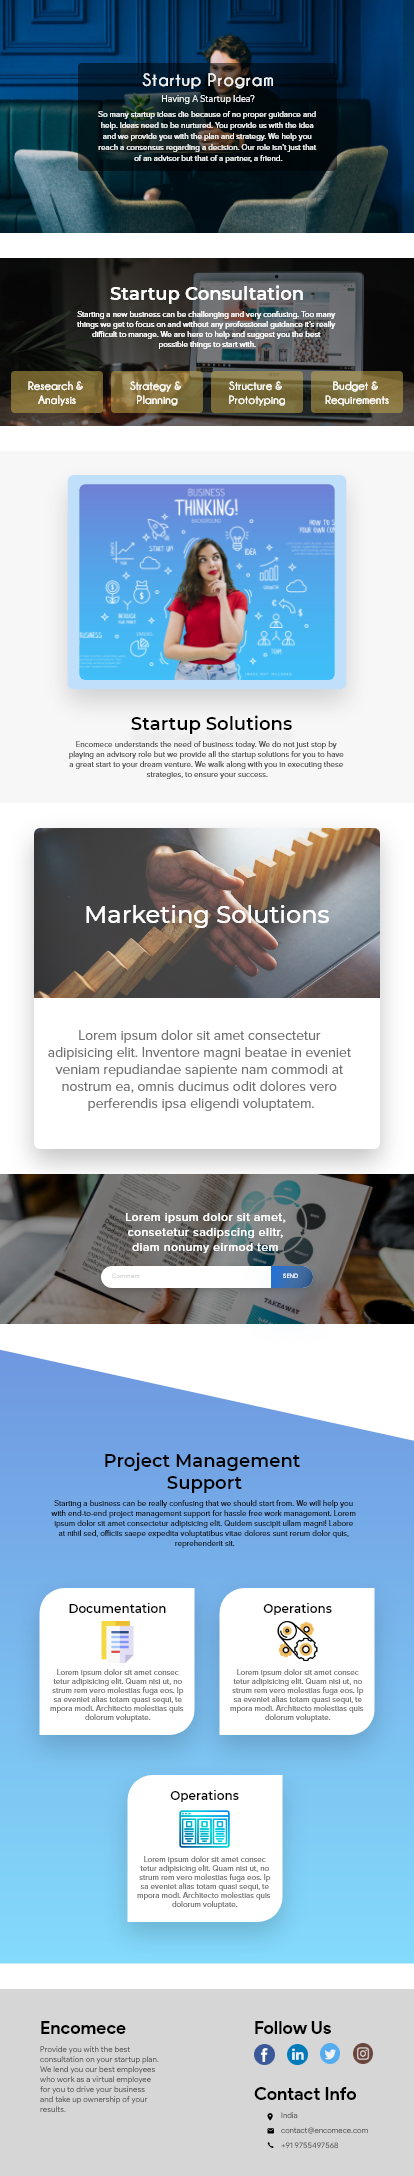 Startup Program
Having A Startup Idea?
So many startup ideas die because of no proper guidance and
help. Ideas need to be nurtured. You provide us with the idea
and we provide you with the plan and strategy. We help you
reach a consensus regarding a decision. Our role isn't just that
of an advisor but that of a partner, a friend.
Startup Consultation
Starting a new business can be challenging and very confusing. Too many
things we get to focus on and without any professional guidance it's really
difficult to manage. We are here to help and suggest you the best
possible things to start with.
Research &
Analysis
Strategy &
Planning
Structure &
Prototyping
Budget &
Requirements
BUSINESS
THINKING!
BACKGROUND
HOW TO S
YOUR OWN COM
START UP!
IDEA
TEAM
BUSINESS
Startup Solutions
Encomece understands the need of business today. We do not just stop by
playing an advisory role but we provide all the startup solutions for you to have
a great start to your dream venture. We walk along with you in executing these
strategies, to ensure your success.
Marketing Solutions
Lorem ipsum dolor sit amet consectetur
adipisicing elit. Inventore magni beatae in eveniet
veniam repudiandae sapiente nam commodi at
nostrum ea, omnis ducimus odit dolores vero
perferendis ipsa eligendi voluptatem.
Lorem ipsum dolor sit amet,
consetetur sadipscing elitr,
diam nonumy eirmod tem
Comment
SEND
TAKEAWAY
Project Management
Support
Starting a business can be really confusing that we should start from. We will help you
with end-to-end project management support for hassle free work management. Lorem
ipsum dolor sit amet consectetur adipisicing elit. Quidem suscipit ullam magni! Labore
at nihil sed, officiis saepe expedita voluptatibus vitae dolores sunt rerum dolor quis,
reprehenderit sit.
Documentation
Lorem ipsum dolor sit amet consec
tetur adipisicing elit. Quam nisi ut, no
strum rem vero molestias fuga eos. Ip
sa eveniet alias totam quasi sequi, te
mpora modi. Architecto molestias quis
dolorum voluptate.
Operations
Lorem ipsum dolor sit amet consec
tetur adipisicing elit. Quam nisi ut, no
strum rem vero molestias fuga eos. Ip
sa eveniet alias totam quasi sequi, te
mpora modi. Architecto molestias quis
dolorum voluptate.
Operations
Lorem ipsum dolor sit amet consec
tetur adipisicing elit. Quam nisi ut, no
strum rem vero molestias fuga eos. Ip
sa eveniet alias totam quasi sequi, te
mpora modi. Architecto molestias quis
dolorum voluptate.
Encomece
Provide you with the best
consultation on your startup plan.
We lend you our best employees
who work as a virtual employee
for you to drive your business
and take up ownership of your
results.
Follow Us
Contact Info
India
contact@encomece.com
+91 9755497568